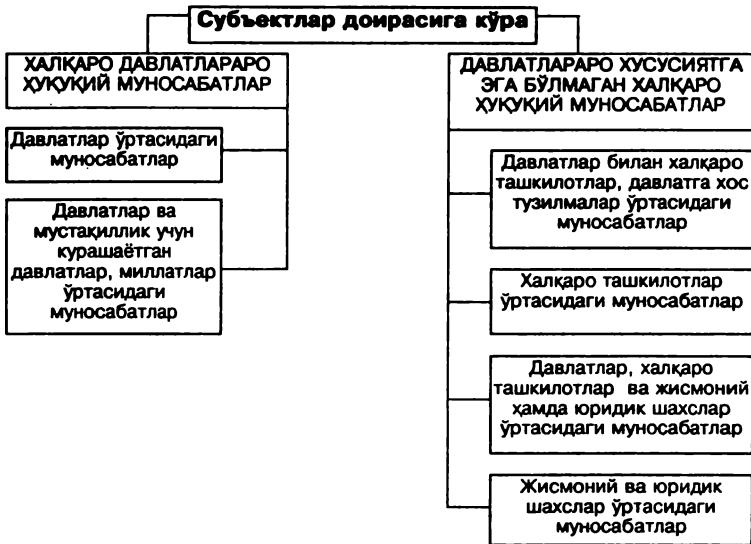 Субъектлар доирасига кўра
ХАЛҚАРО ДАВЛАТЛАРАРО
ҲУҚУҚИЙ МУНОСАБАТЛАР
Давлатлар ўртасидаги
муносабатлар
Давлатлар ва
мустақиллик учун
курашаётган
давлатлар, миллатлар
ўртасидаги
муносабатлар
ДАВЛАТЛАРАРО ХУСУСИЯТГА
ЭГА БЎЛМАГАН ХАЛҚАРО
ҲУҚУҚИЙ МУНОСАБАТЛАР
Давлатлар билан халқаро
ташкилотлар, давлатга хос
тузилмалар ўртасидаги
муносабатлар
Халқаро ташкилотлар
ўртасидаги муносабатлар
Давлатлар, халқаро
ташкилотлар ва жисмоний
ҳамда юридик шахслар
ўртасидаги муносабатлар
Жисмоний ва юридик
шахслар ўртасидаги
муносабатлар